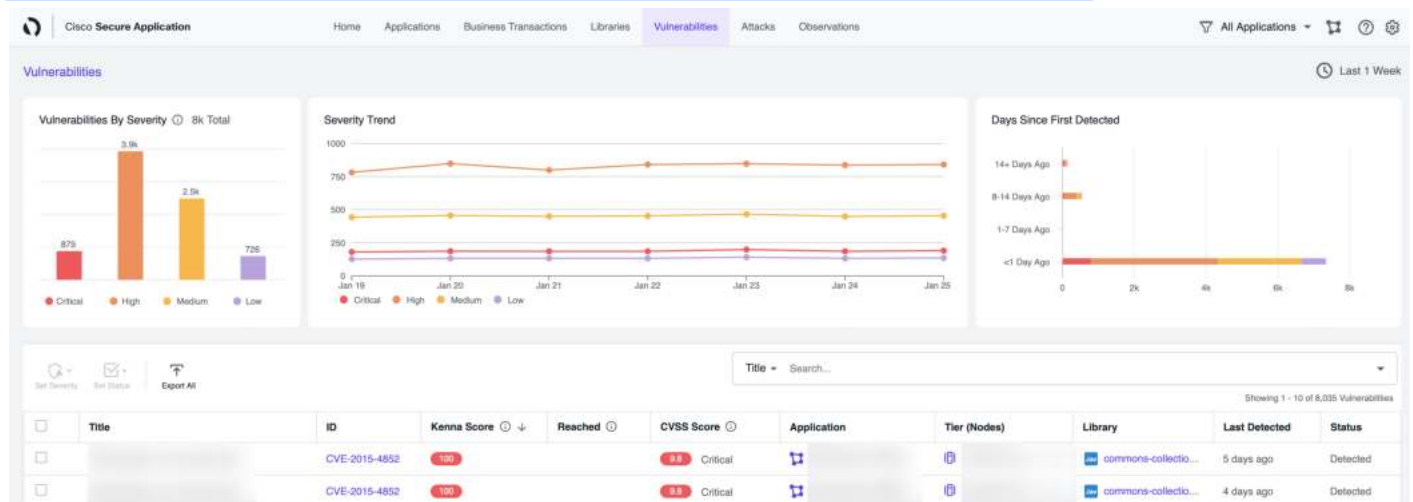 Cisco Secure Application Home Applications Business Transactions Libraries Vulnerabilities Attacks Observations All Applications
Vulnerabilities Last 1 Week
Vulnerabilities By Severity 8k Total
3.9k
2.5k
879
726
Critical High Medium Low
Severity Trend
1000
750
500
250
0
Jan 19 Jan 20 Jan 21 Jan 22 Jan 23 Jan 24 Jan 25
Critical High Medium Low
Days Since First Detected
14+ Days Ago
8-14 Days Ago
1-7 Days Ago
<1 Day Ago
0 2k 4k 6k 8k
Set Severity Set Status Export All
Title Search...
Showing 1 - 10 of 8,035 Vulnerabilities
Title ID Kenna Score Reached CVSS Score Application Tier (Nodes) Library Last Detected Status
CVE-2015-4852 100 9.8 Critical commons-collectio... 5 days ago Detected
CVE-2015-4852 100 9.8 Critical commons-collectio... 4 days ago Detected